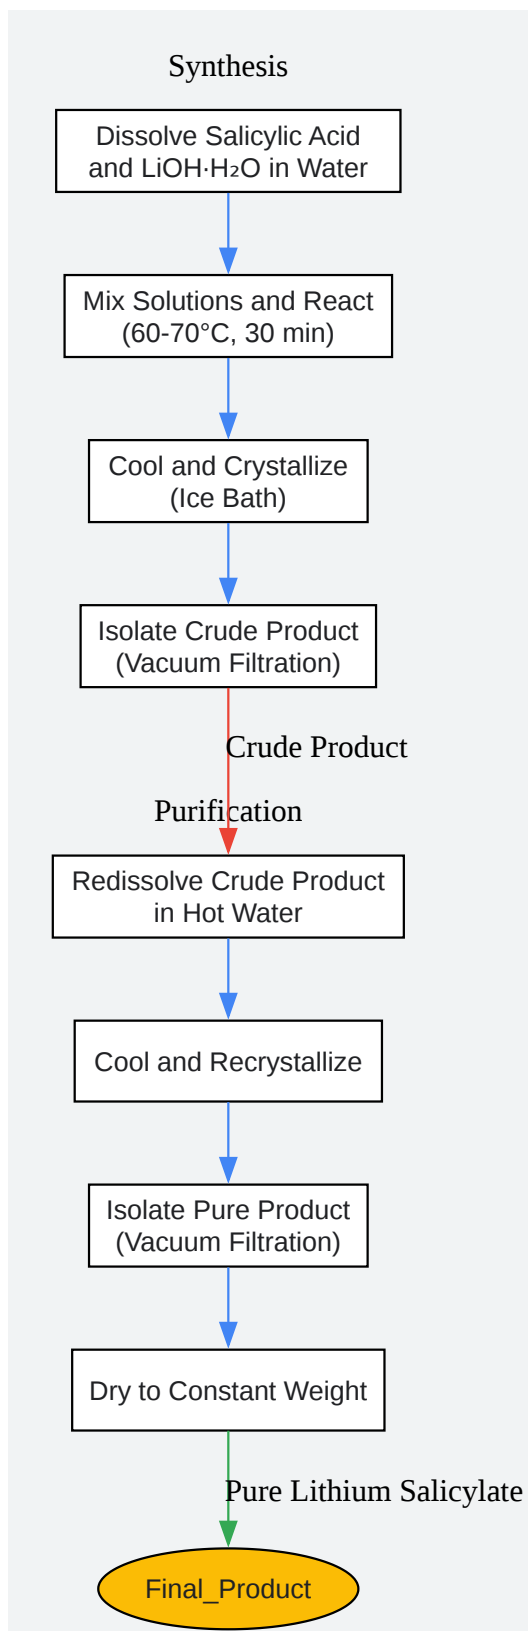 Synthesis
Dissolve Salicylic Acid
and LiOH·H₂O in Water
Mix Solutions and React
(60-70°C, 30 min)
Cool and Crystallize
(Ice Bath)
Isolate Crude Product
(Vacuum Filtration)
Crude Product
Purification
Redissolve Crude Product
in Hot Water
Cool and Recrystallize
Isolate Pure Product
(Vacuum Filtration)
Dry to Constant Weight
Pure Lithium Salicylate
Final_Product